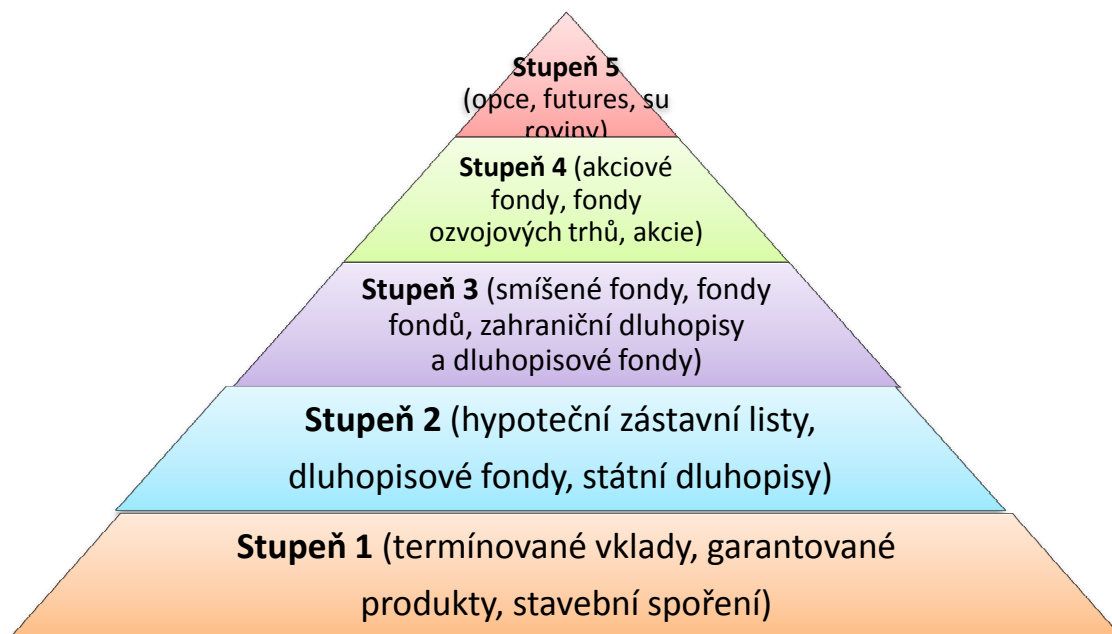 Stupeň 5
(opce, futures, su
roviny)
Stupeň 4 (akciové
fondy, fondy
ozvojových trhů, akcie)
Stupeň 3 (smíšené fondy, fondy
fondů, zahraniční dluhopisy
a dluhopisové fondy)
Stupeň 2 (hypoteční zástavní listy,
dluhopisové fondy, státní dluhopisy)
Stupeň 1 (termínované vklady, garantované
produkty, stavební spoření)